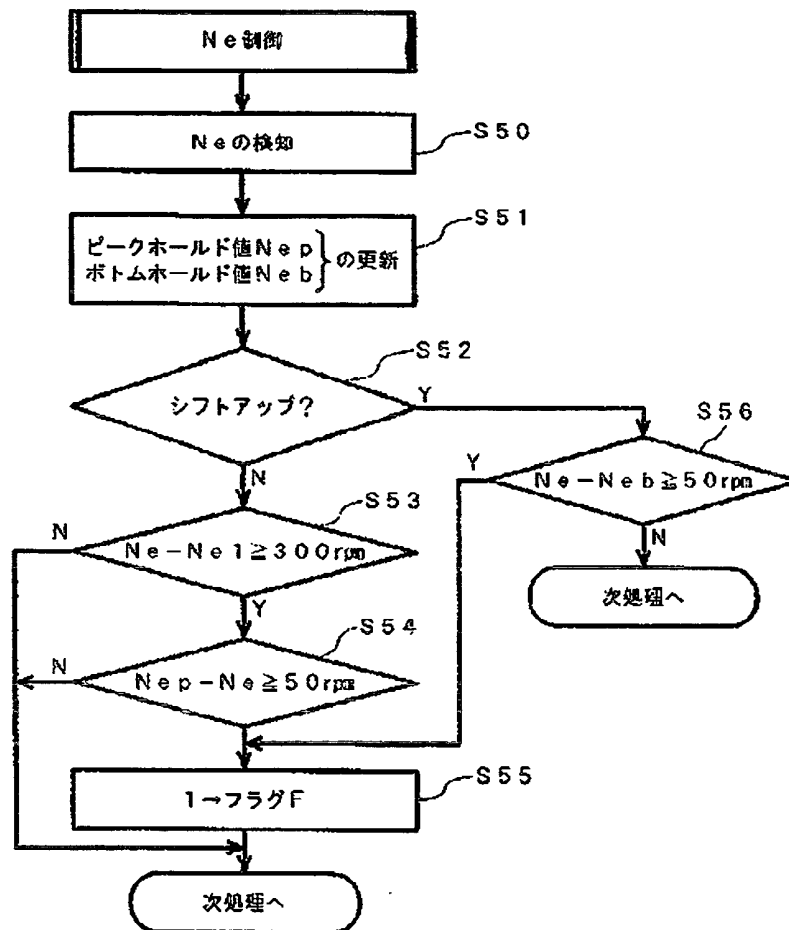 Ne制御
Neの検知
S50
ピークホールド値Nep
ボトムホールド値Neb
}の更新
S51
シフトアップ?
S52
Y
N
Ne-Neb≧50rpm
S56
Y
N
次処理へ
Ne-Ne1≧300rpm
S53
N
Y
Nep-Ne≧50rpm
S54
N
1→フラグF
S55
次処理へ